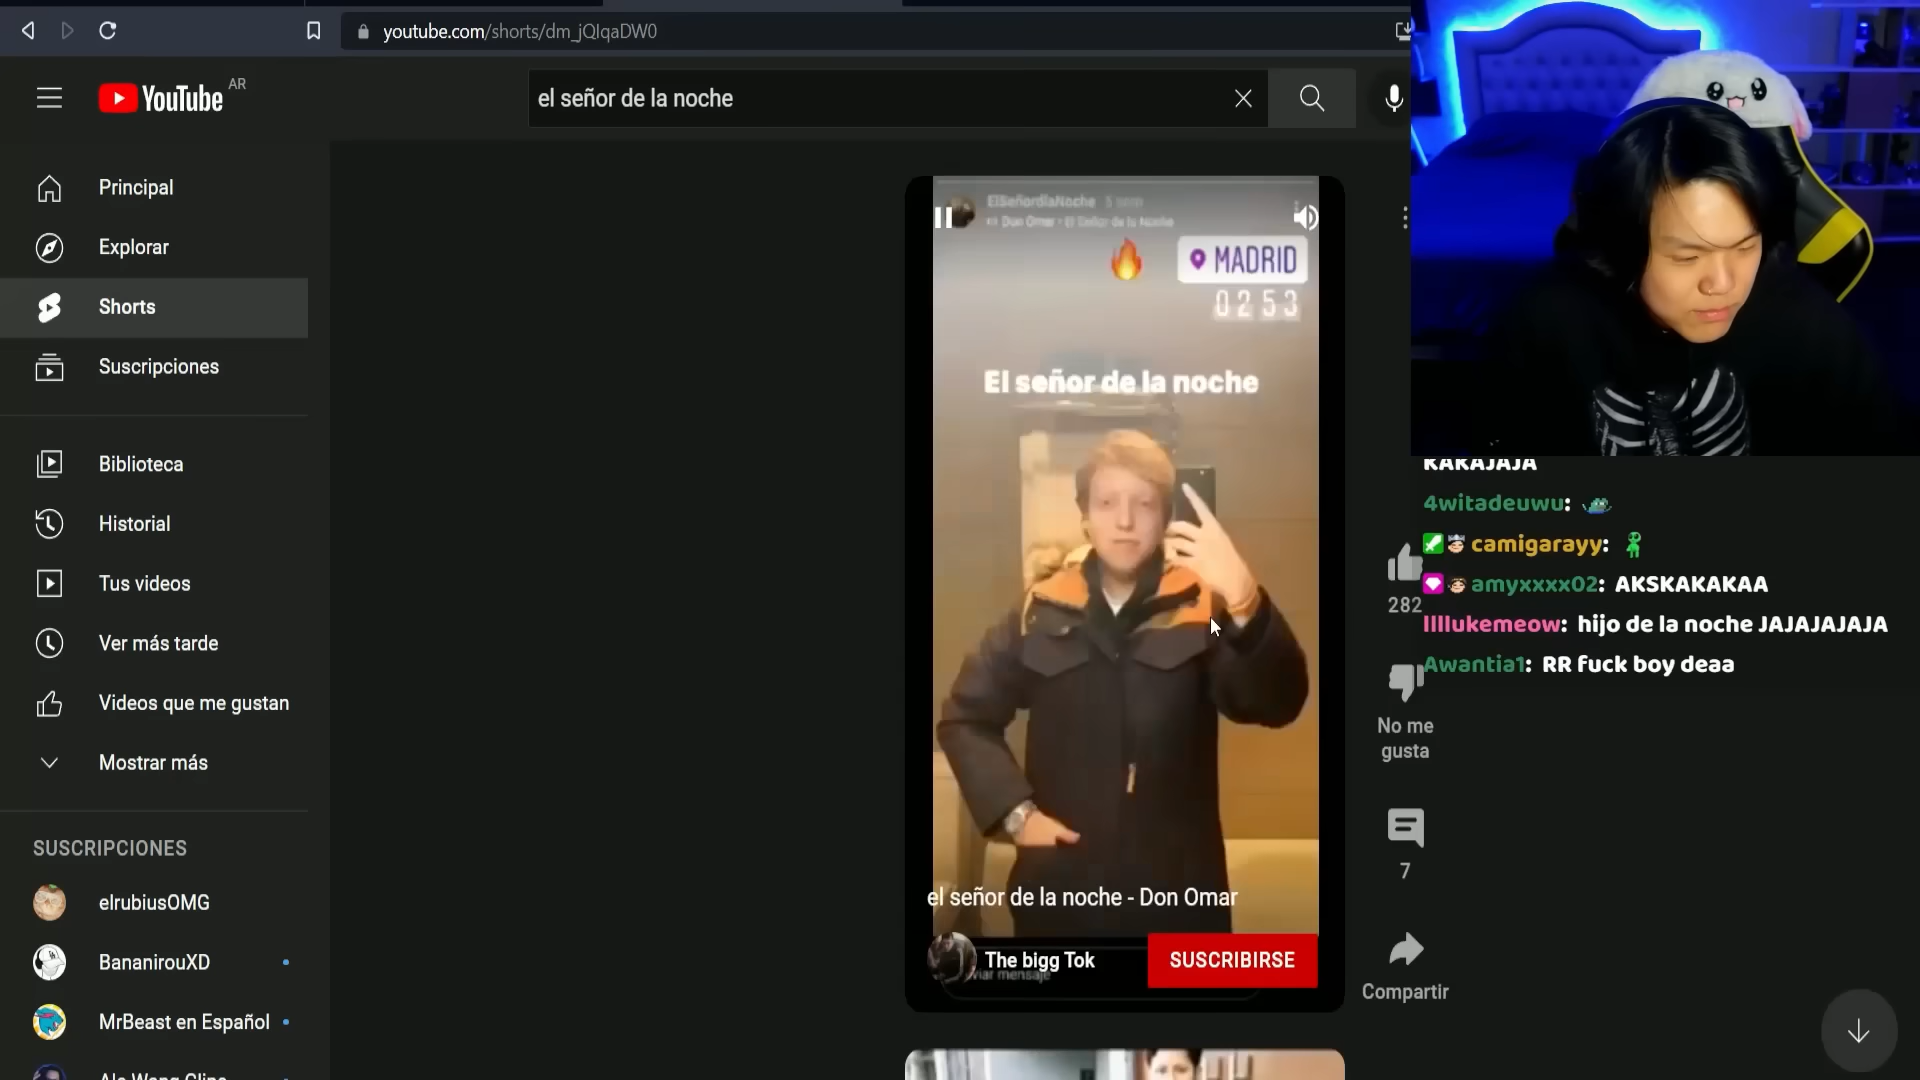 youtube.com/shorts/dm_jQIqaDW0
YouTube AR
el señor de la noche
Principal
Explorar
Shorts
Suscripciones
Biblioteca
Historial
Tus videos
Ver más tarde
Videos que me gustan
Mostrar más
SUSCRIPCIONES
elrubiusOMG
BananirouXD
MrBeast en Español
ElSeñordlaNoche 5 sem
Don Omar • El Señor de la Noche
MADRID
02 53
El señor de la noche
el señor de la noche - Don Omar
The bigg Tok
SUSCRIBIRSE
viar mensaje
282
No me
gusta
7
Compartir
KAKAJAJA
4witadeuwu:
camigarayy:
amyxxxx02: AKSKAKAKAA
llllukemeow: hijo de la noche JAJAJAJAJA
Awantia1: RR fuck boy deaa